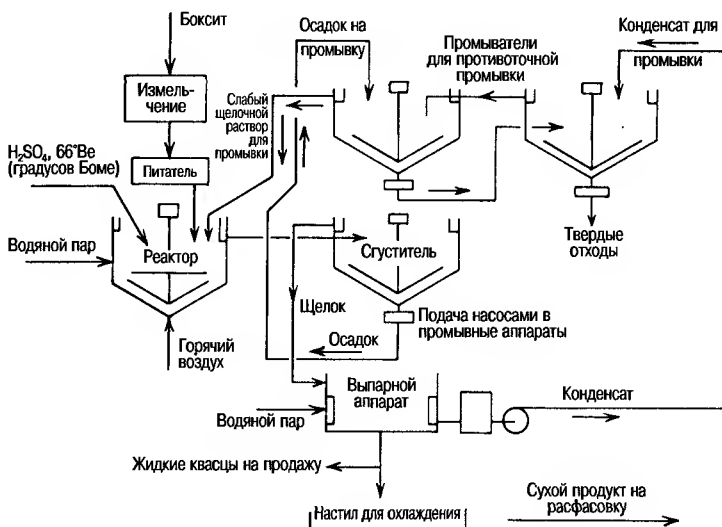 Боксит
Измель-
чение
Питатель
H₂SO₄, 66°Ве
(градусов Боме)
Водяной пар
Реактор
Горячий
воздух
Осадок на
промывку
Слабый
щелочной
раствор
для
промывки
Промыватели
для противоточной
промывки
Конденсат для
промывки
Твердые
отходы
Сгуститель
Щелок
Осадок
Подача насосами в
промывные аппараты
Выпарной
аппарат
Водяной пар
Конденсат
Жидкие квасцы на продажу
Настил для охлаждения
Сухой продукт на
расфасовку